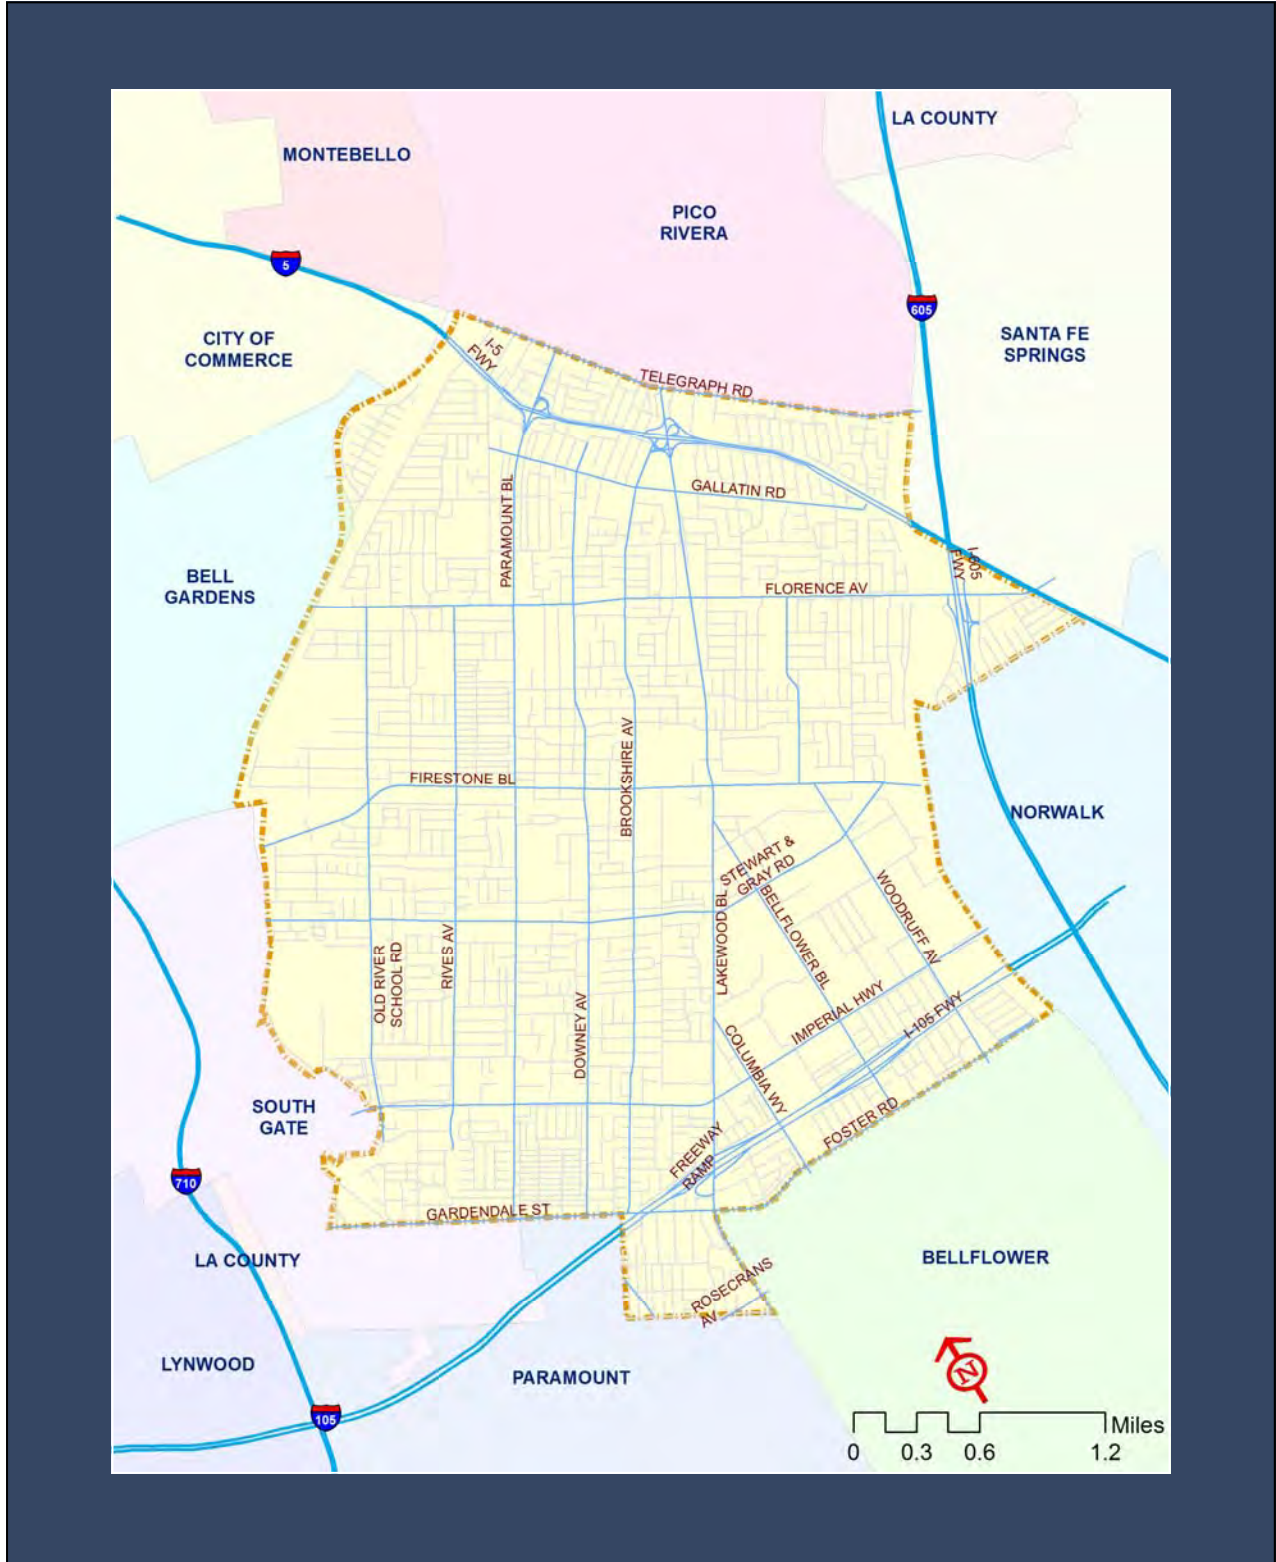 LA COUNTY
MONTEBELLO
PICO
RIVERA
5
605
CITY OF
COMMERCE
SANTA FE
SPRINGS
I-5
FWY
TELEGRAPH RD
GALLATIN RD
PARAMOUNT BL
I-605
FWY
BELL
GARDENS
FLORENCE AV
FIRESTONE BL
BROOKSHIRE AV
NORWALK
STEWART &
GRAY RD
LAKEWOOD BL
BELLFLOWER BL
WOODRUFF AV
OLD RIVER
SCHOOL RD
RIVES AV
DOWNEY AV
IMPERIAL HWY
I-105 FWY
COLUMBIA WY
SOUTH
GATE
FOSTER RD
FREEWAY
RAMP
710
GARDENDALE ST
LA COUNTY
BELLFLOWER
ROSECRANS
AV
LYNWOOD
PARAMOUNT
N
105
Miles
0 0.3 0.6 1.2